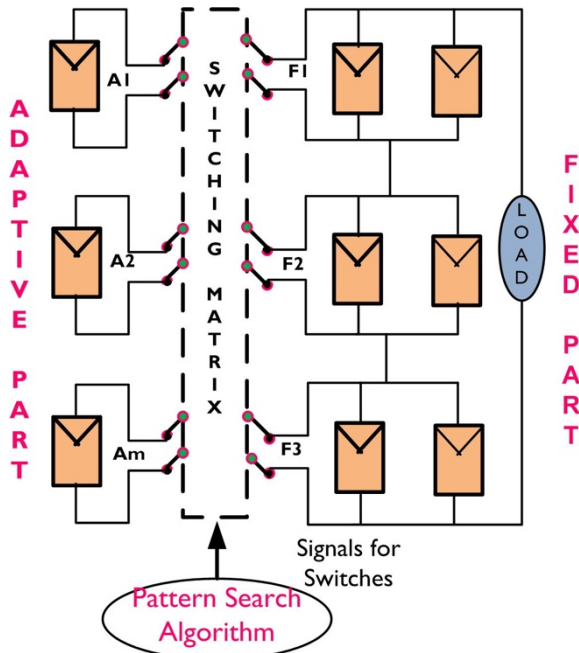 ADAPTIVE PART
A1
A2
Am
SWITCHING MATRIX
F1
F2
F3
LOAD
FIXED PART
Signals for
Switches
Pattern Search
Algorithm